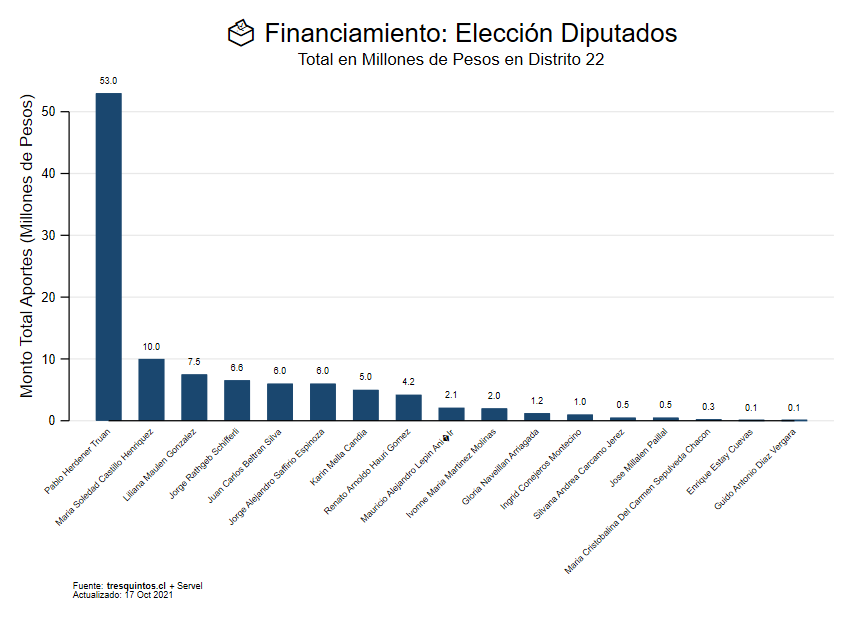 Financiamiento: Elección Diputados
Total en Millones de Pesos en Distrito 22
Monto Total Aportes (Millones de Pesos)
50
40
30
20
10
0
53.0
10.0
7.5
6.6
6.0
6.0
5.0
4.2
2.1
2.0
1.2
1.0
0.5
0.5
0.3
0.1
0.1
Pablo Herdener Truan
Maria Soledad Castillo Henriquez
Liliana Maulen Gonzalez
Jorge Rathgeb Schifferli
Juan Carlos Beltran Silva
Jorge Alejandro Saffirio Espinoza
Karin Mella Candia
Renato Arnoldo Hauri Gomez
Mauricio Alejandro Lepin Ani�ir
Ivonne Maria Martinez Molinas
Gloria Naveillan Arriagada
Ingrid Conejeros Montecino
Silvana Andrea Carcamo Jerez
Jose Millalen Paillal
Maria Cristobalina Del Carmen Sepulveda Chacon
Enrique Estay Cuevas
Guido Antonio Diaz Vergara
Fuente: tresquintos.cl + Servel
Actualizado: 17 Oct 2021